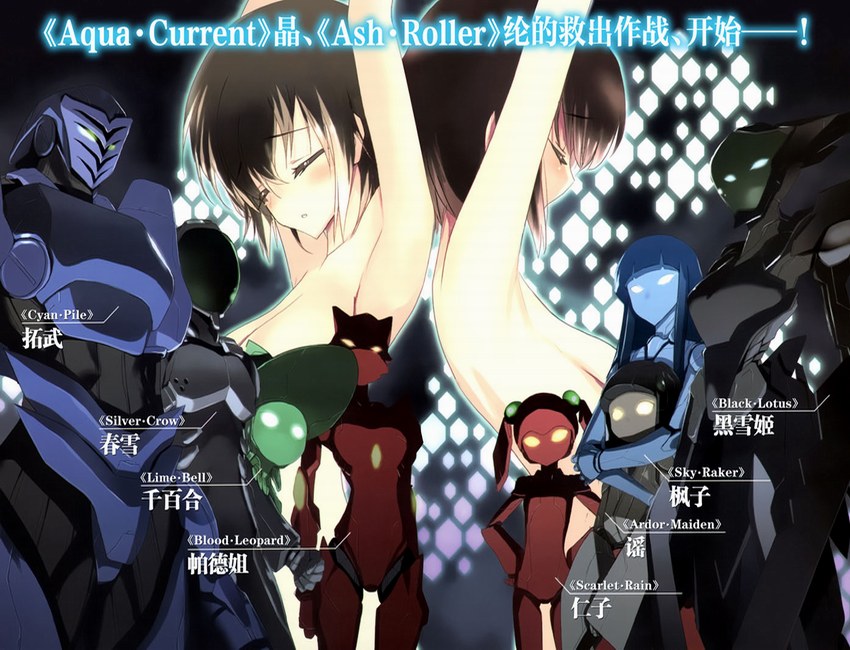 《Aqua·Current》晶、《Ash·Roller》纶的救出作战、开始——！
《Cyan·Pile》
拓武
《Silver·Crow》
春雪
《Lime·Bell》
千百合
《Blood·Leopard》
帕德姐
《Black·Lotus》
黑雪姬
《Sky·Raker》
枫子
《Ardor·Maiden》
谣
《Scarlet·Rain》
仁子